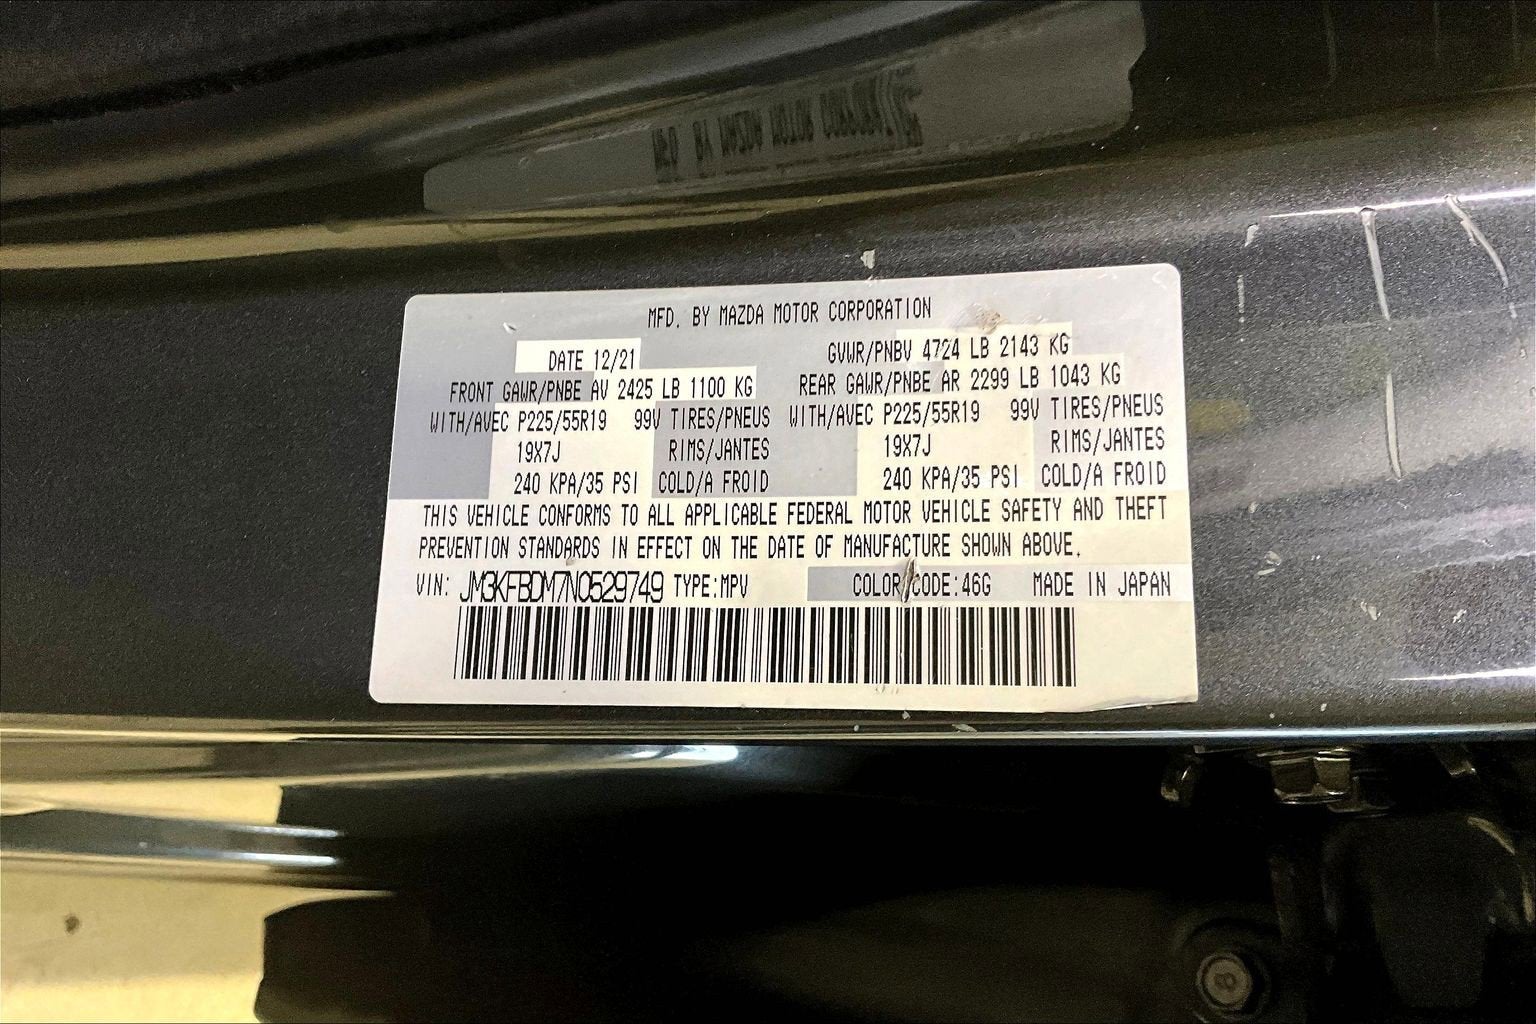 MFD. BY MAZDA MOTOR CORPORATION
DATE 12/21 GVWR/PNBV 4724 LB 2143 KG
FRONT GAWR/PNBE AV 2425 LB 1100 KG REAR GAWR/PNBE AR 2299 LB 1043 KG
WITH/AVEC P225/55R19 99V TIRES/PNEUS WITH/AVEC P225/55R19 99V TIRES/PNEUS
19X7J RIMS/JANTES 19X7J RIMS/JANTES
240 KPA/35 PSI COLD/A FROID 240 KPA/35 PSI COLD/A FROID
THIS VEHICLE CONFORMS TO ALL APPLICABLE FEDERAL MOTOR VEHICLE SAFETY AND THEFT
PREVENTION STANDARDS IN EFFECT ON THE DATE OF MANUFACTURE SHOWN ABOVE.
VIN: JM3KFBDM7N0529749 TYPE:MPV COLOR CODE:46G MADE IN JAPAN